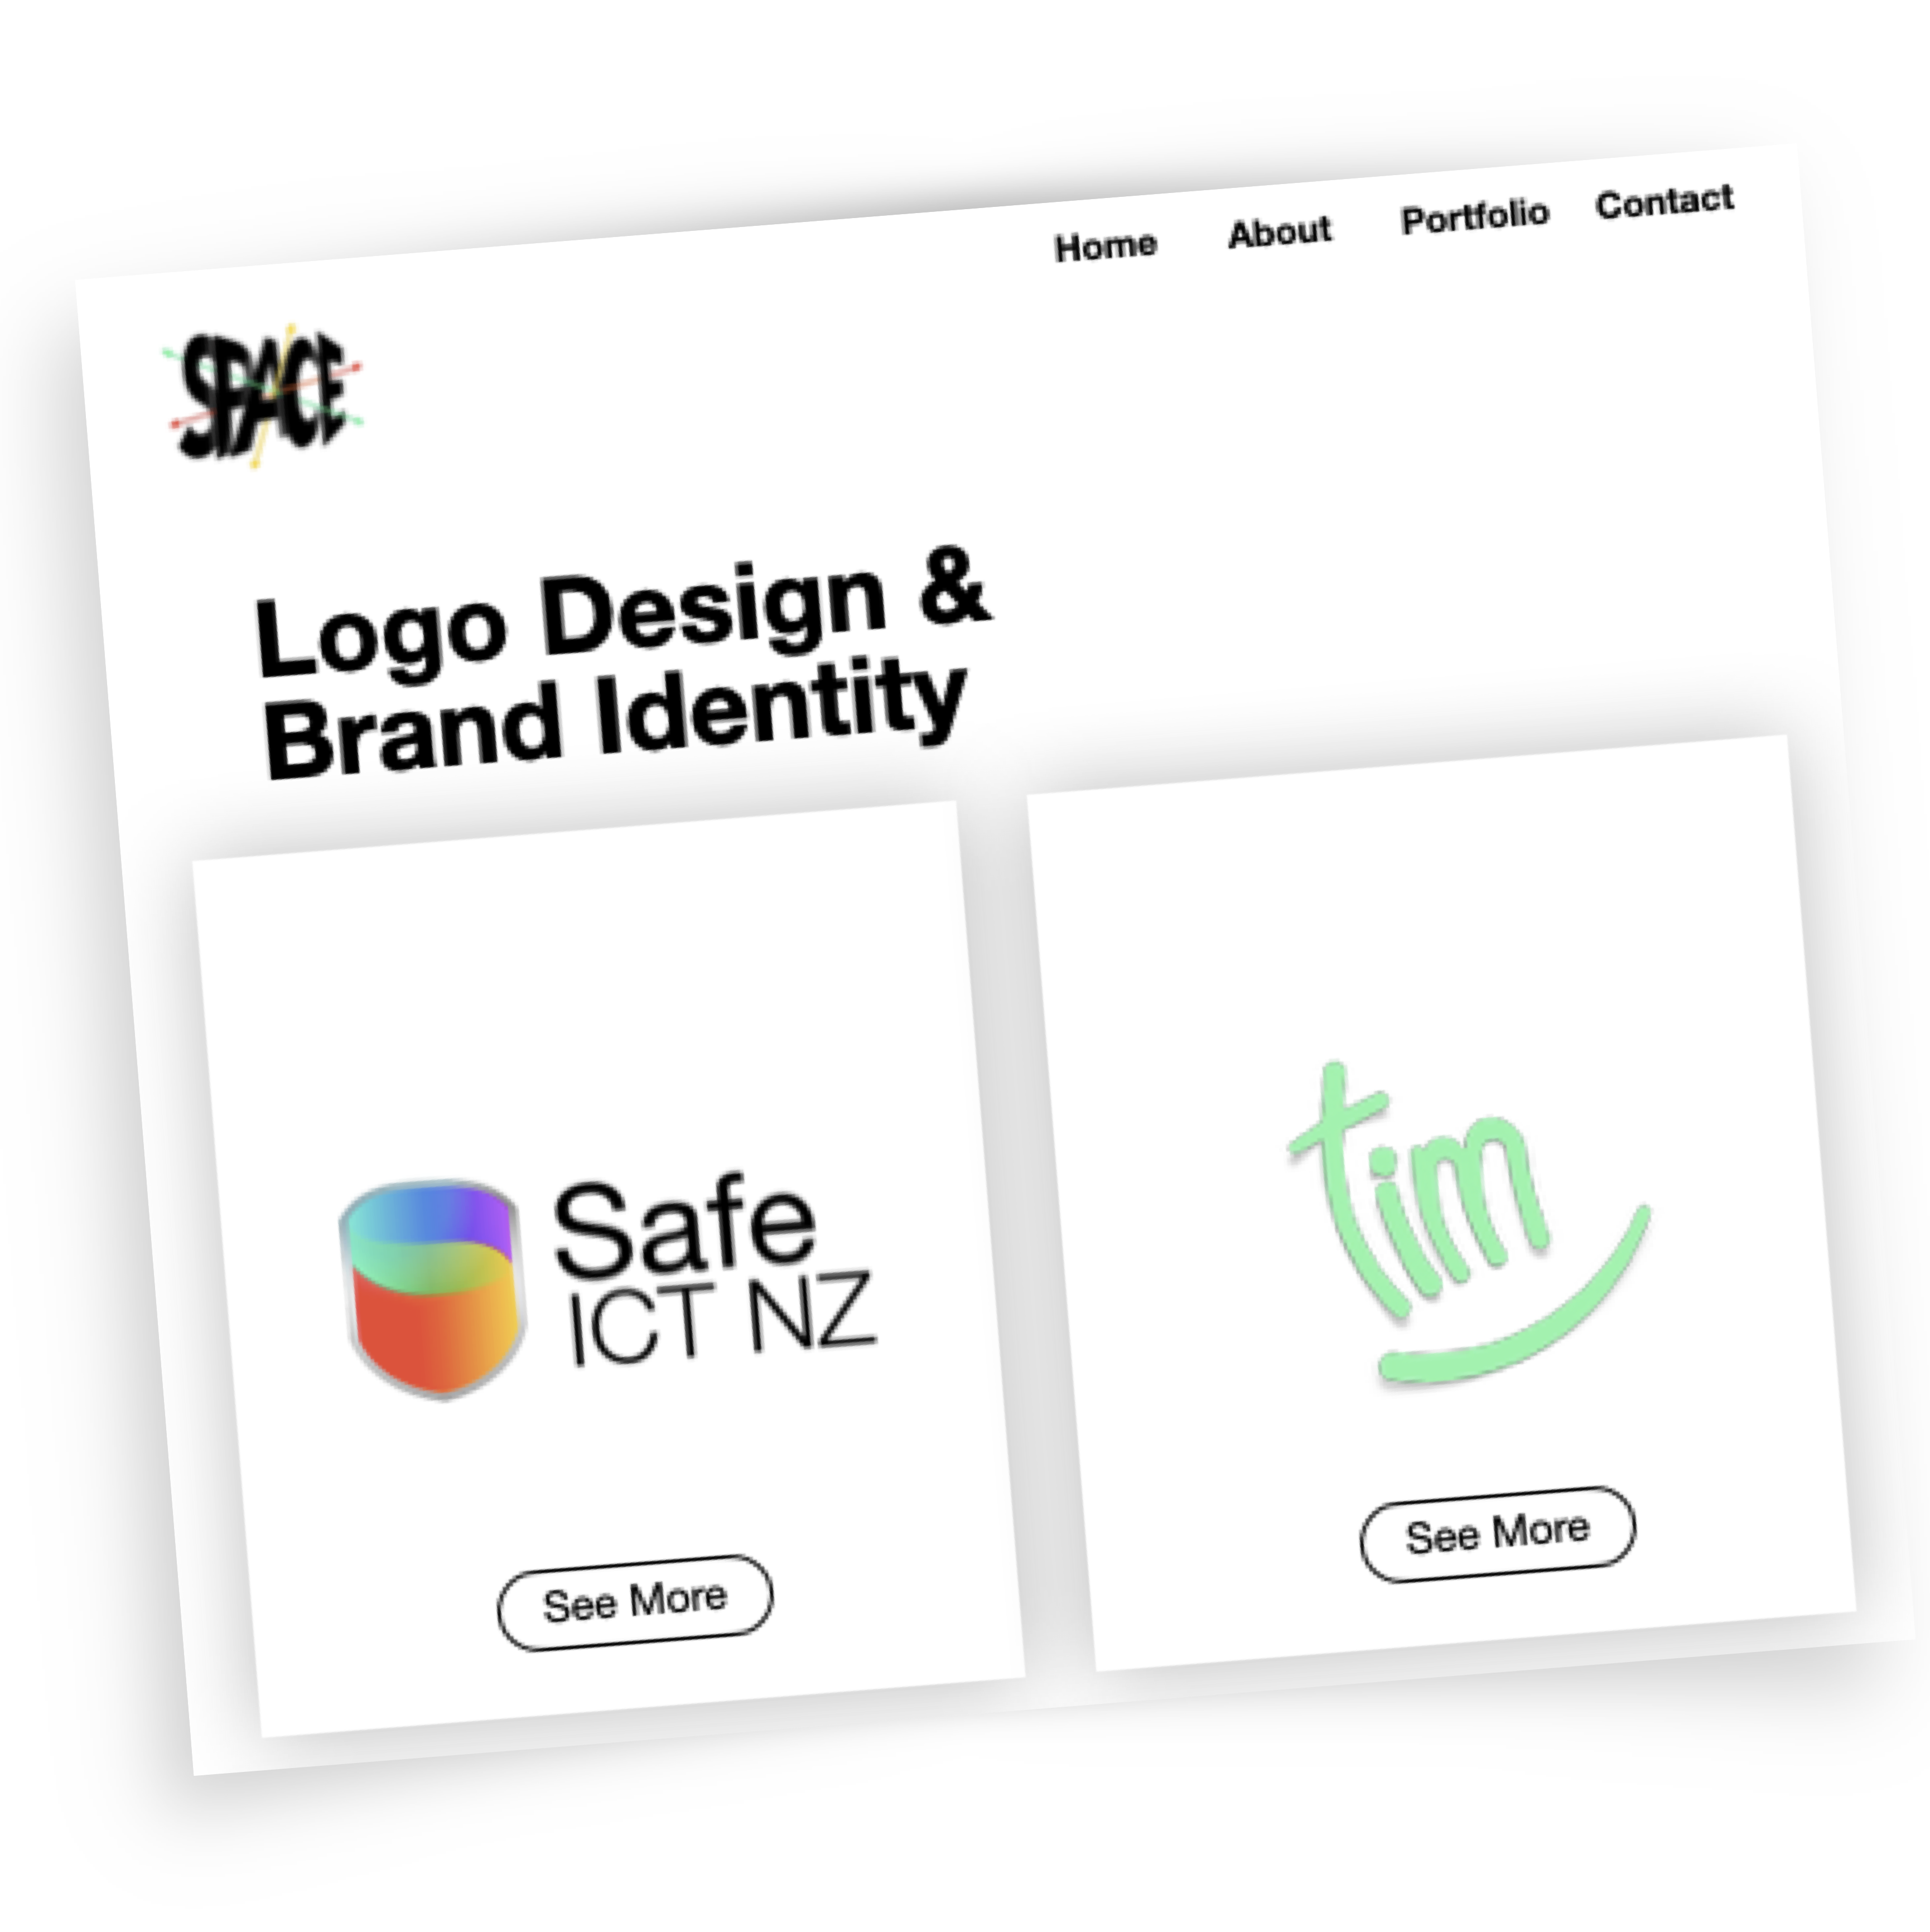 Home About Portfolio Contact
SPACE
Logo Design &
Brand Identity
Safe
ICT NZ
See More
tim
See More